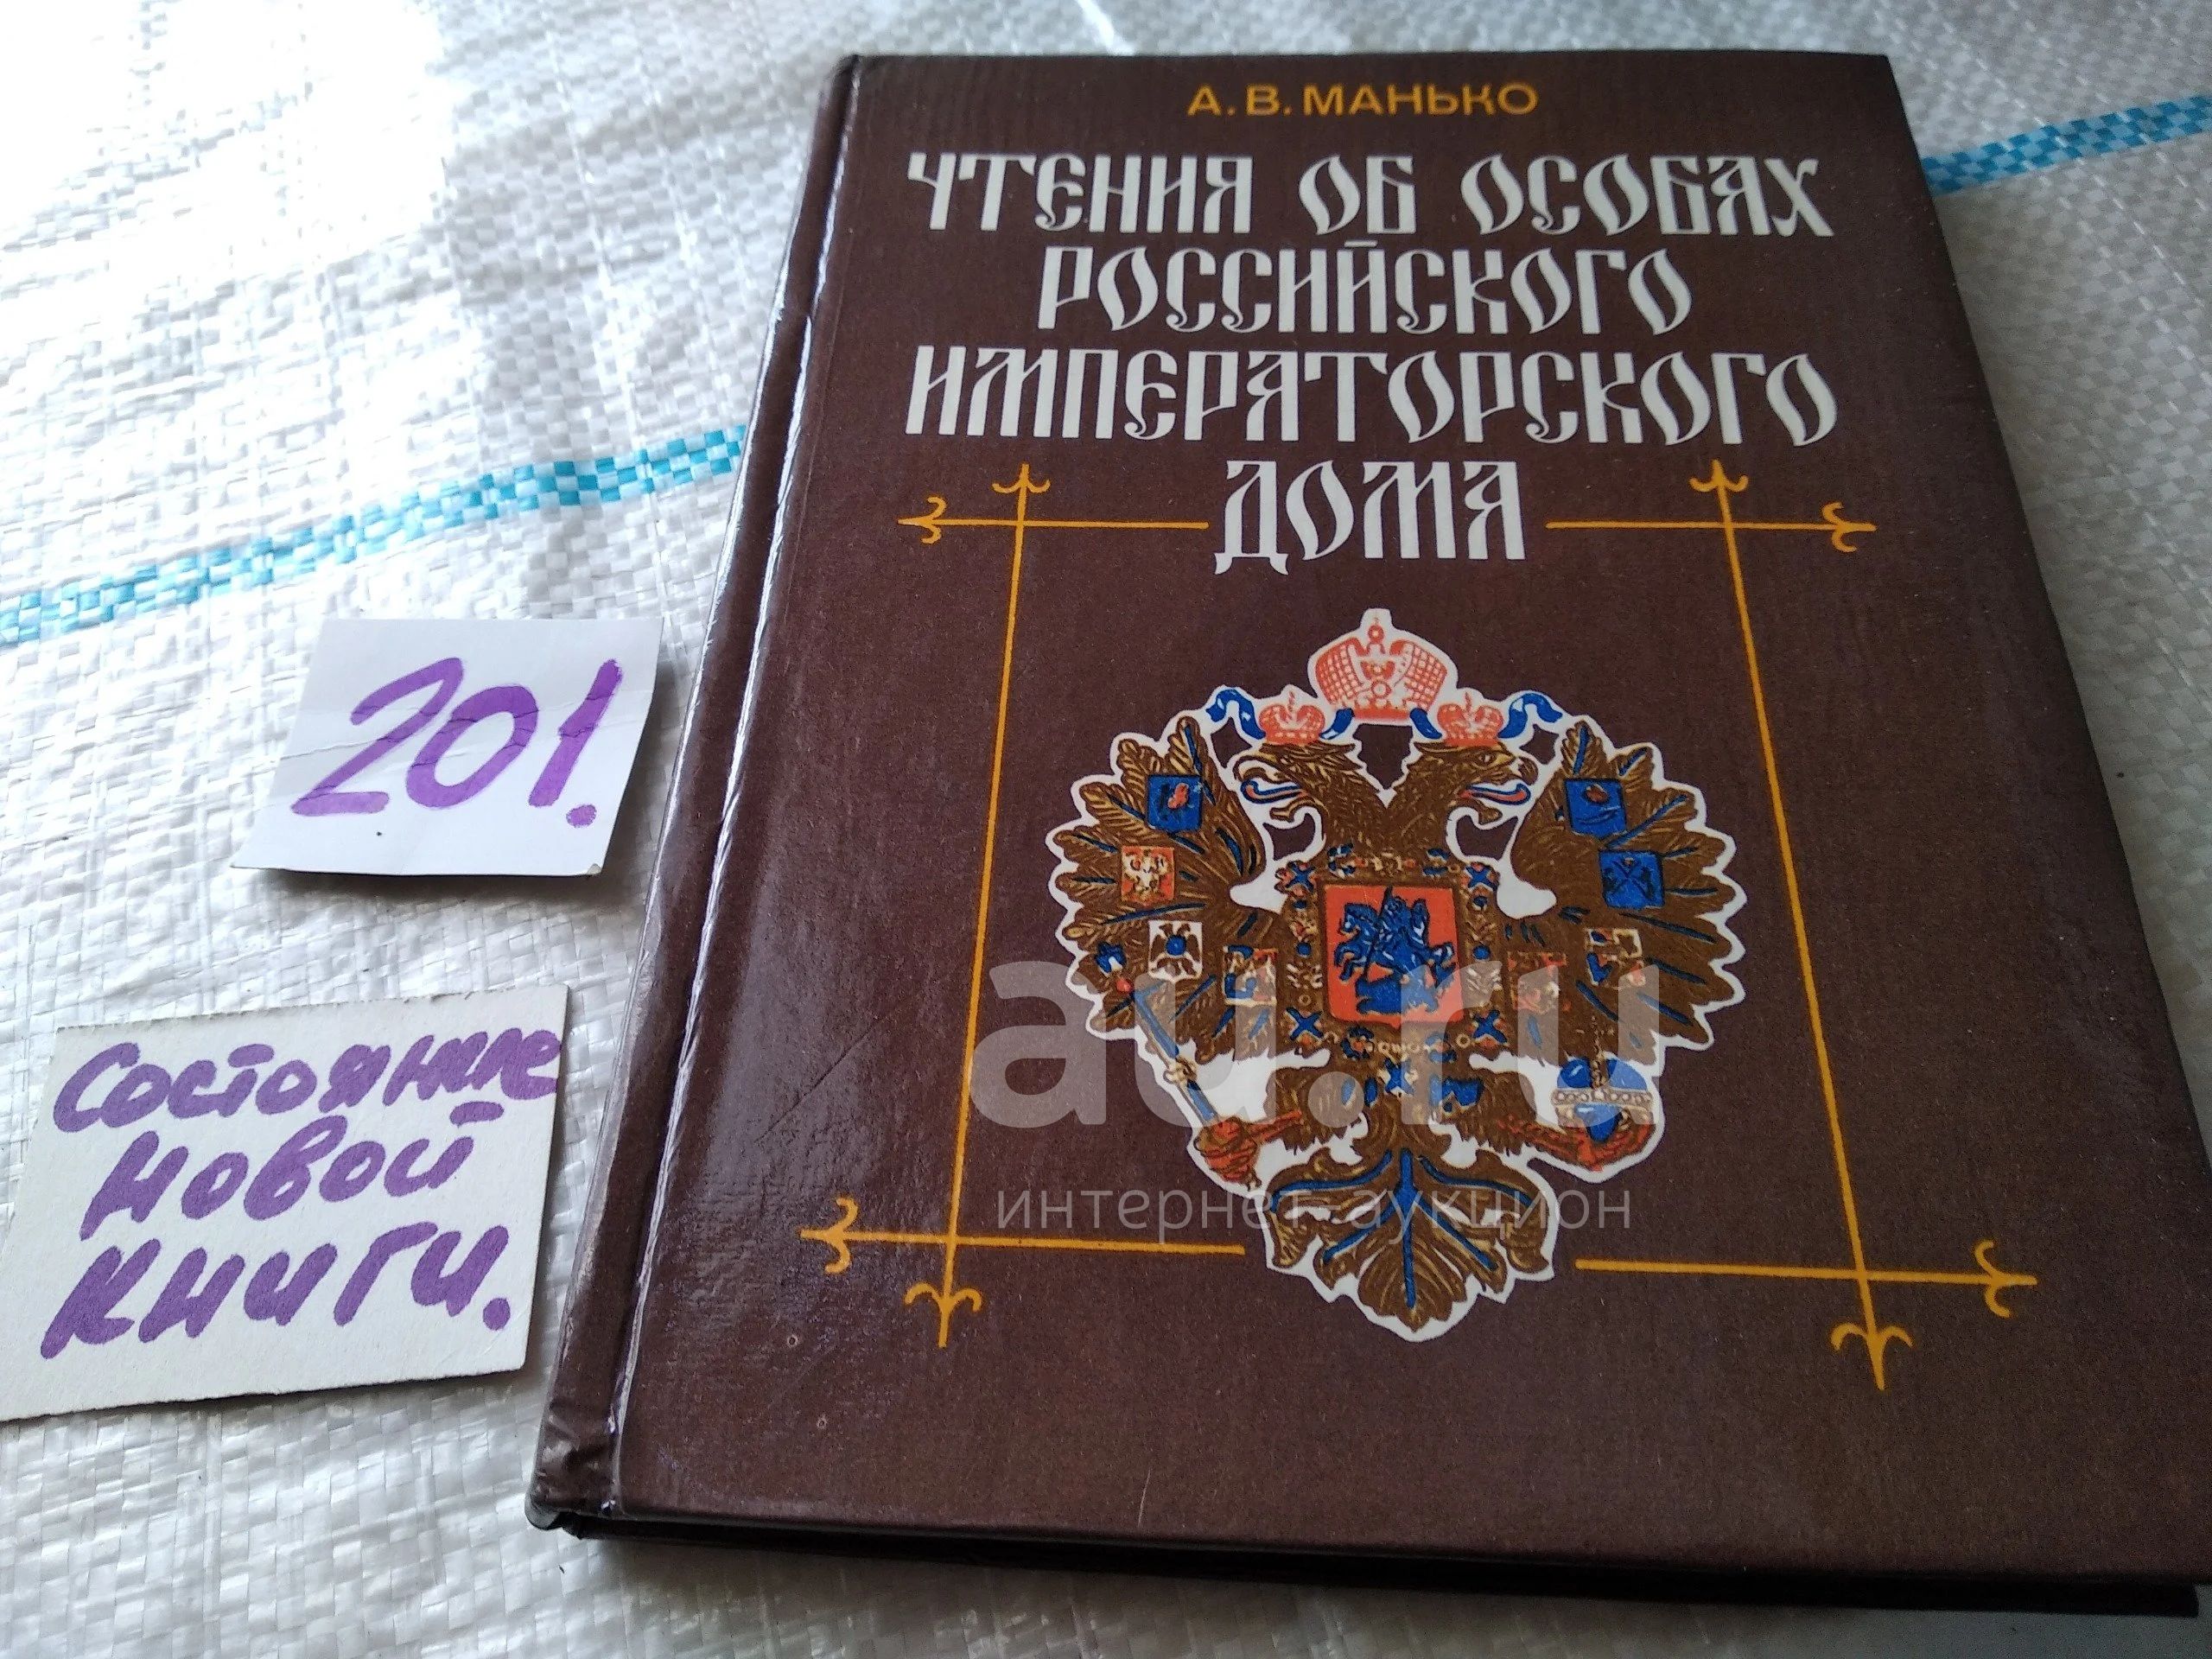 А.В.МАНЬКО
ЧТЕНИЯ ОБ ОСОБАХ
РОССИЙСКОГО
ИМПЕРАТОРСКОГО
ДОМА
201.
Состояние
новой
книги.
au.ru
интернет-аукцион